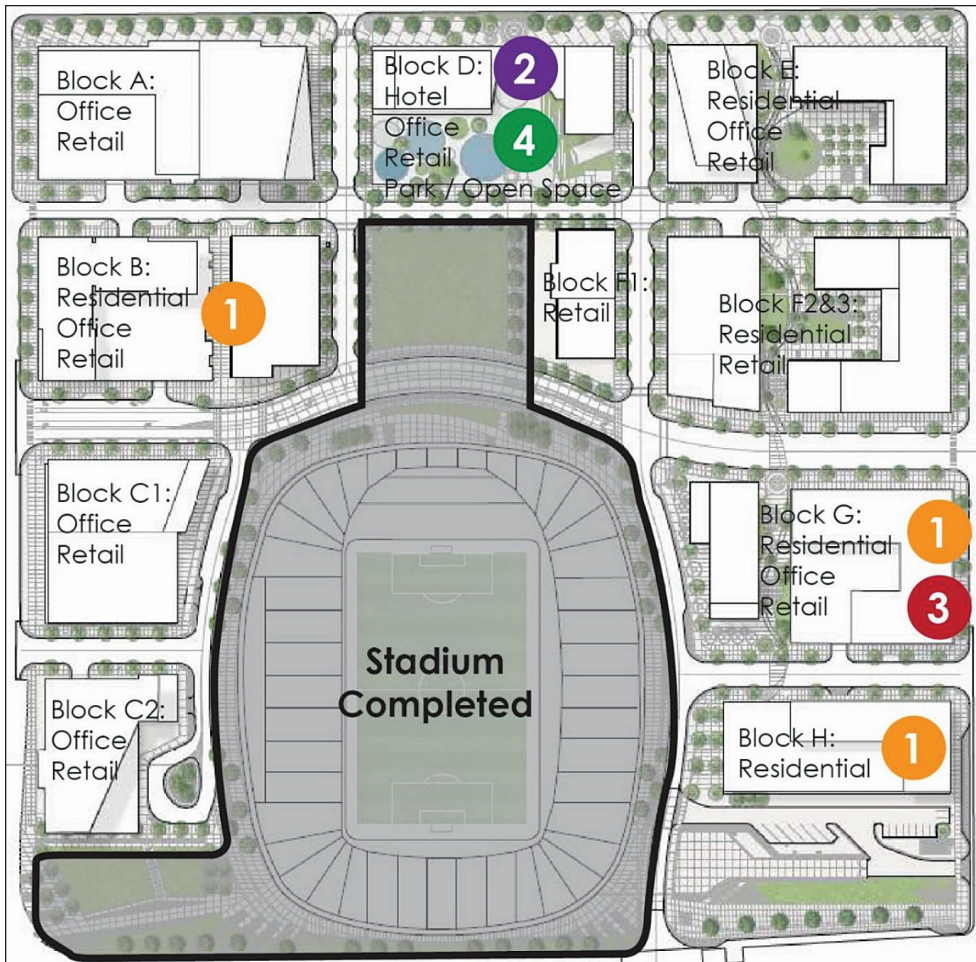 Block A:
Office
Retail
Block D:
Hotel
Office
Retail
Park / Open Space
2
4
Block E:
Residential
Office
Retail
Block B:
Residential
Office
Retail
1
Block F1:
Retail
Block F2&3:
Residential
Retail
Block C1:
Office
Retail
Block G:
Residential
Office
Retail
1
3
Stadium
Completed
Block C2:
Office
Retail
Block H:
Residential
1